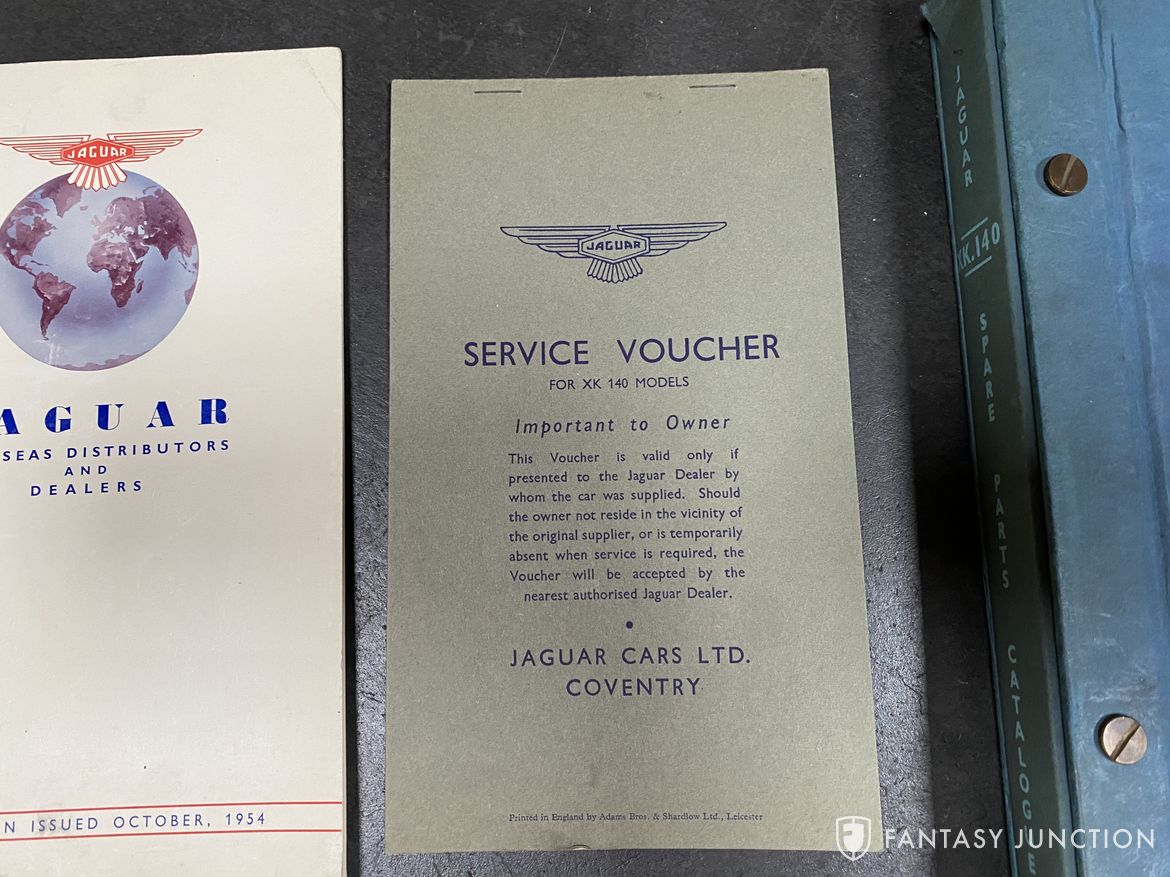 JAGUAR
AGUAR
SEAS DISTRIBUTORS
AND
DEALERS
N ISSUED OCTOBER, 1954
JAGUAR
SERVICE VOUCHER
FOR XK 140 MODELS
Important to Owner
This Voucher is valid only if
presented to the Jaguar Dealer by
whom the car was supplied. Should
the owner not reside in the vicinity of
the original supplier, or is temporarily
absent when service is required, the
Voucher will be accepted by the
nearest authorised Jaguar Dealer.
JAGUAR CARS LTD.
COVENTRY
Printed in England by Adams Bros. & Shardlow Ltd., Leicester
JAGUAR XK.140 SPARE PARTS CATALOGUE
FANTASY JUNCTION